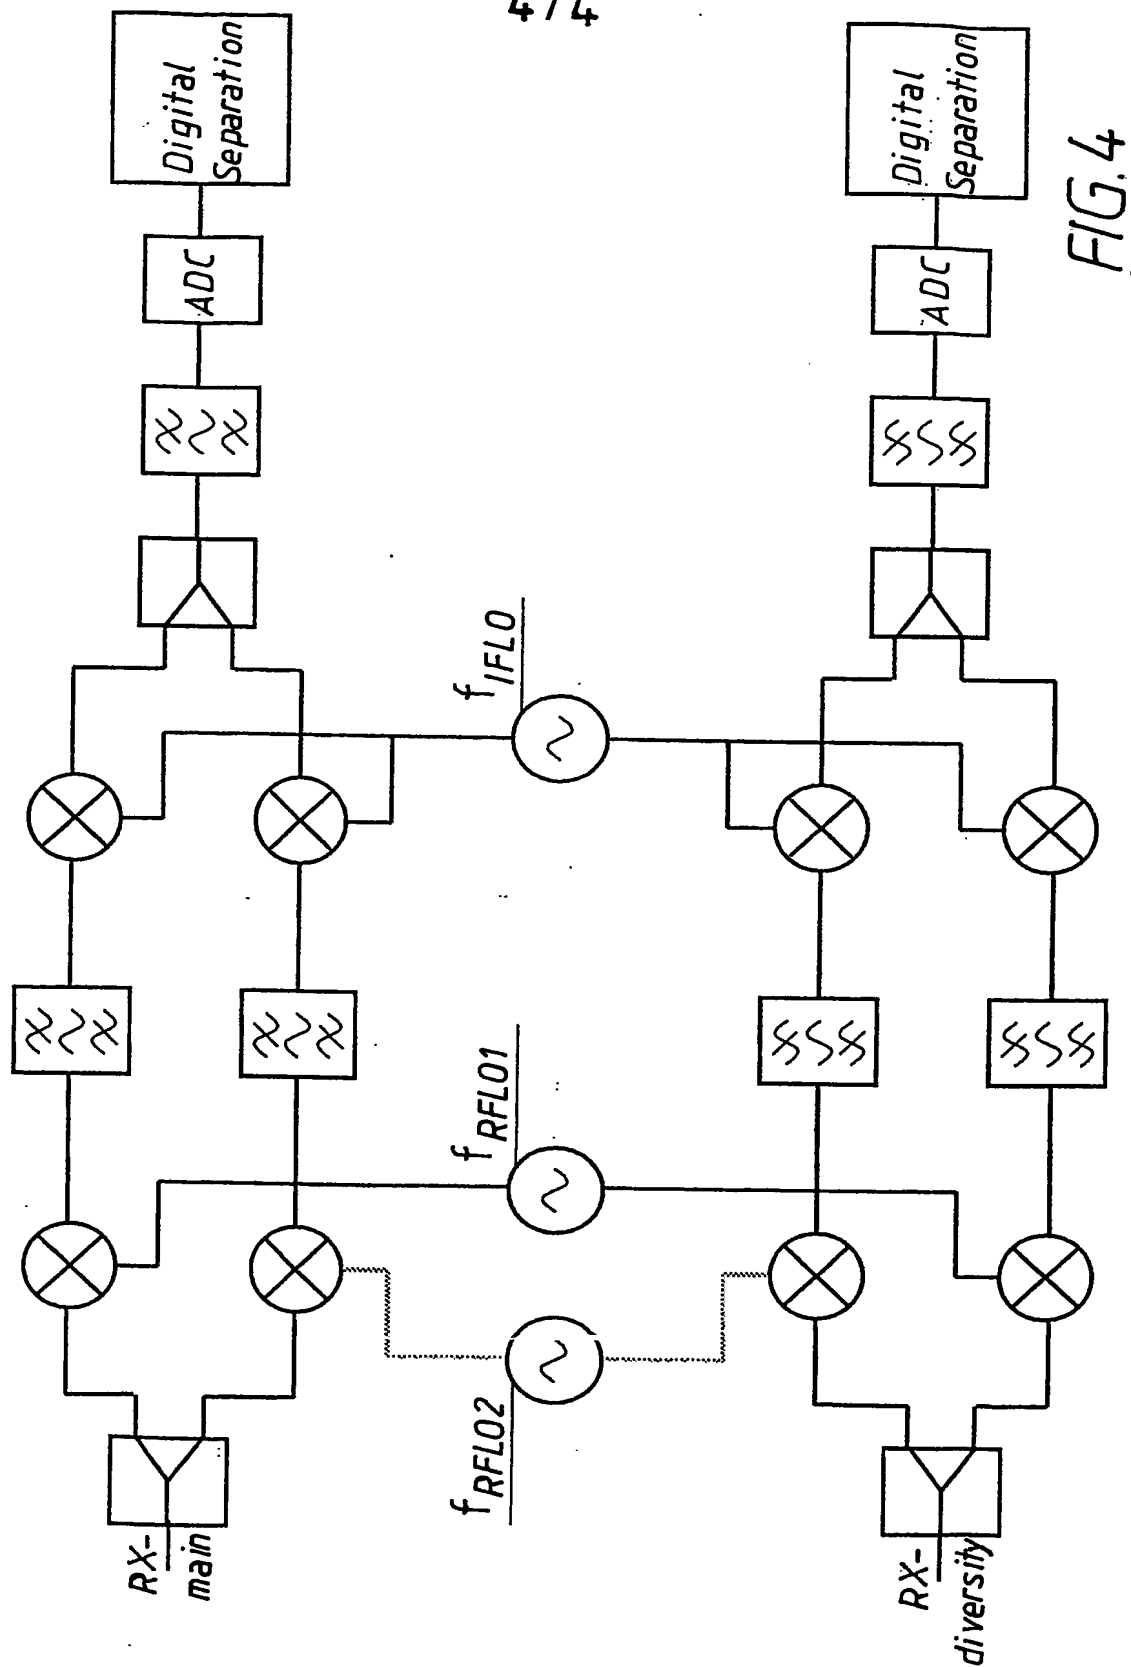 4/4
RX-
main
Digital
Separation
ADC
f_IFLO
f_RFLO1
f_RFLO2
RX-
diversity
Digital
Separation
ADC
FIG. 4